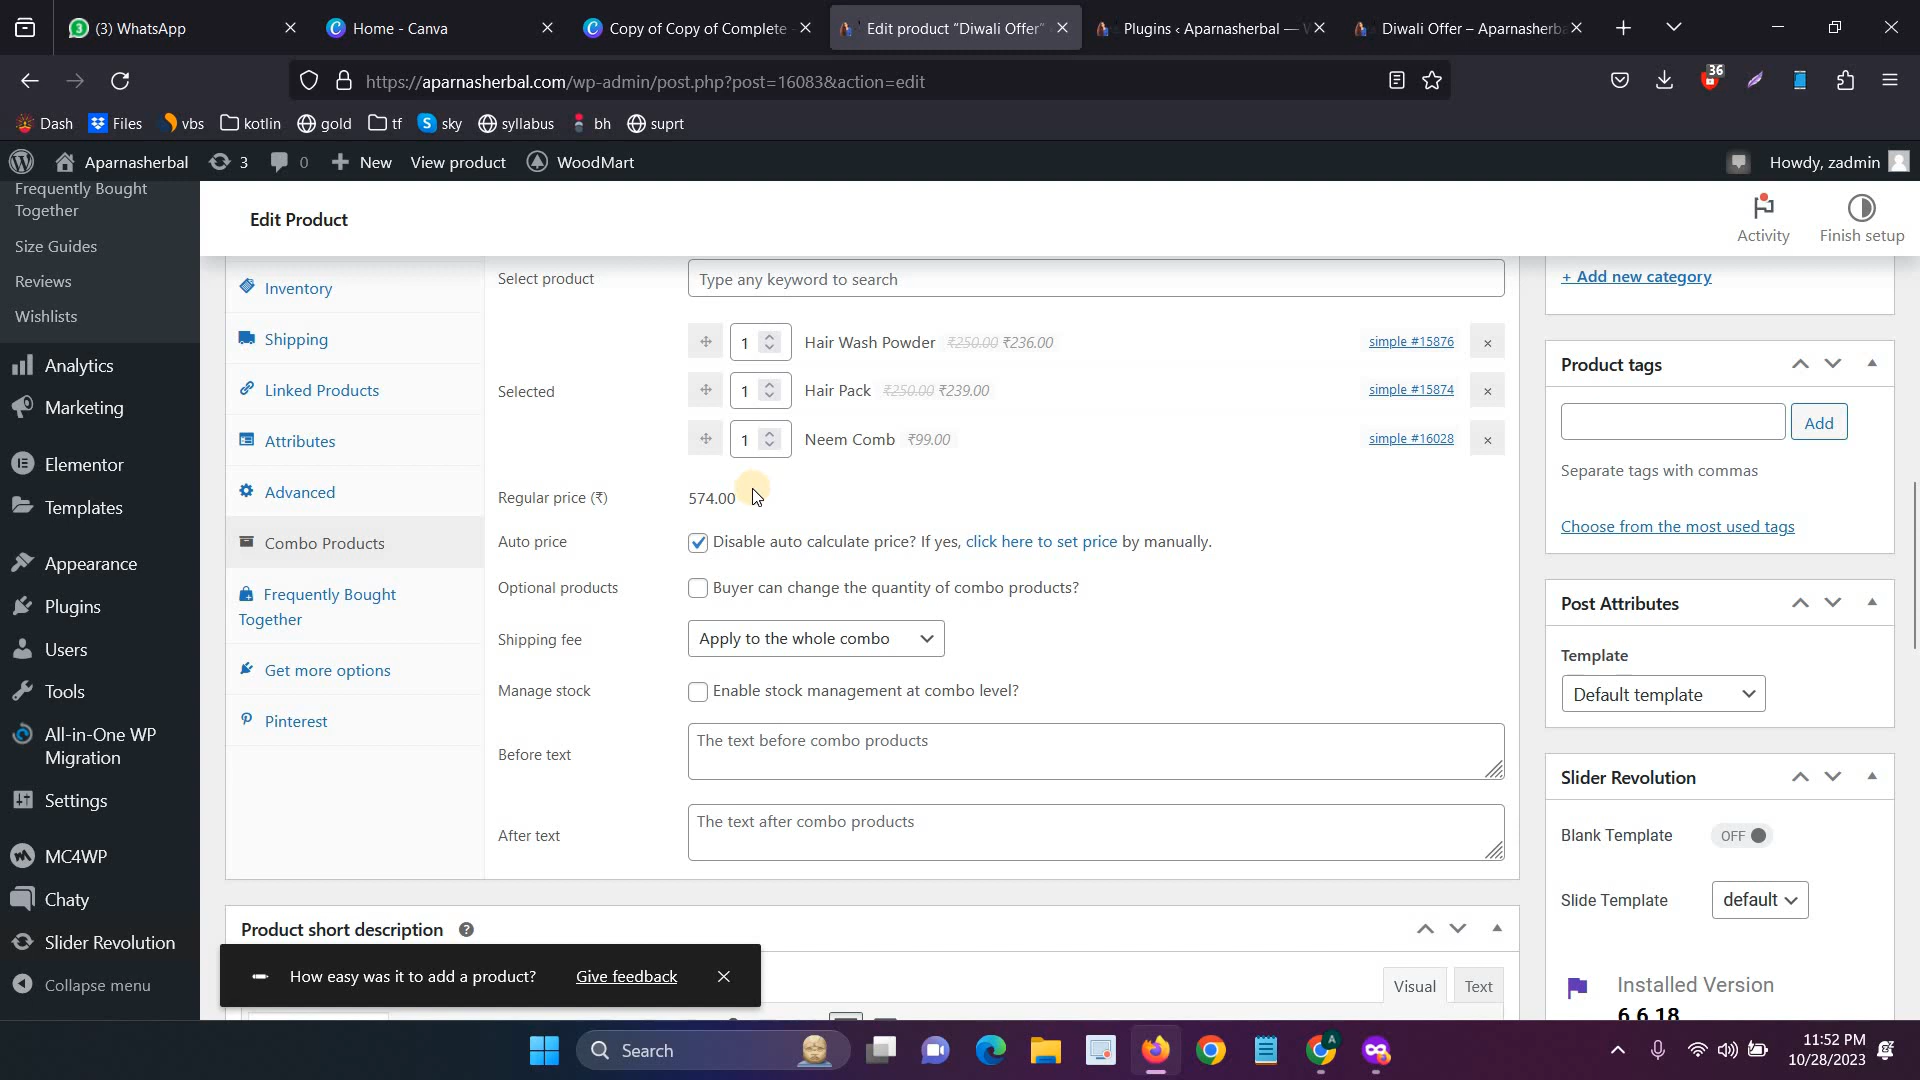 (3) WhatsApp
Home - Canva
Copy of Copy of Complete
Edit product “Diwali Offer”
Plugins ‹ Aparnasherbal —
Diwali Offer – Aparnasherba
https://aparnasherbal.com/wp-admin/post.php?post=16083&action=edit
36
Dash Files vbs kotlin gold tf sky syllabus bh suprt
Aparnasherbal 3 0 New View product WoodMart
Howdy, zadmin
Frequently Bought
Together
Size Guides
Reviews
Wishlists
Analytics
Marketing
Elementor
Templates
Appearance
Plugins
Users
Tools
All-in-One WP
Migration
Settings
MC4WP
Chaty
Slider Revolution
Collapse menu
Edit Product
Activity
Finish setup
Inventory
Shipping
Linked Products
Attributes
Advanced
Combo Products
Frequently Bought
Together
Get more options
Pinterest
Select product
Type any keyword to search
Selected
1 Hair Wash Powder ₹250.00 ₹236.00 simple #15876 ×
1 Hair Pack ₹250.00 ₹239.00 simple #15874 ×
1 Neem Comb ₹99.00 simple #16028 ×
Regular price (₹) 574.00
Auto price Disable auto calculate price? If yes, click here to set price by manually.
Optional products Buyer can change the quantity of combo products?
Shipping fee Apply to the whole combo
Manage stock Enable stock management at combo level?
Before text The text before combo products
After text The text after combo products
Product short description
Visual Text
How easy was it to add a product? Give feedback
+ Add new category
Product tags
Add
Separate tags with commas
Choose from the most used tags
Post Attributes
Template
Default template
Slider Revolution
Blank Template OFF
Slide Template default
Installed Version
6.6.18
Search
A
11:52 PM
10/28/2023